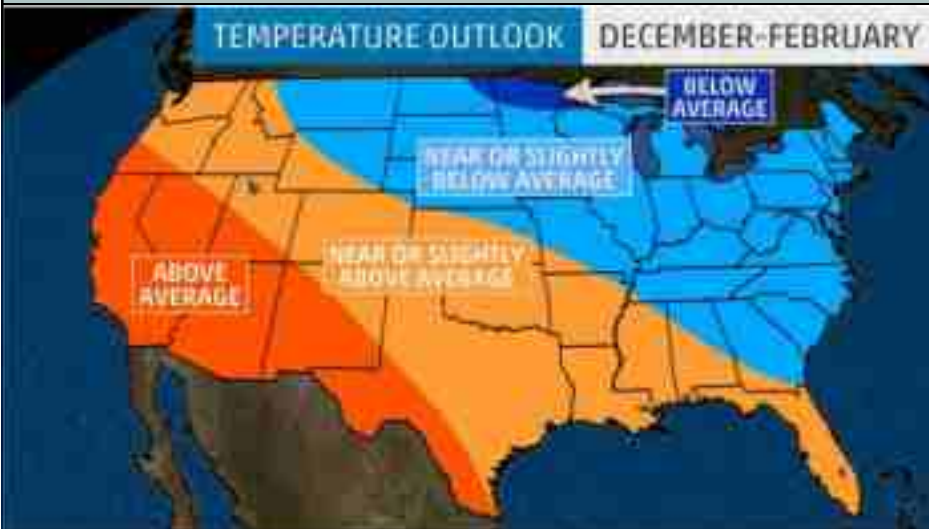 TEMPERATURE OUTLOOK
DECEMBER-FEBRUARY
BELOW
AVERAGE
NEAR OR SLIGHTLY
BELOW AVERAGE
NEAR OR SLIGHTLY
ABOVE AVERAGE
ABOVE
AVERAGE